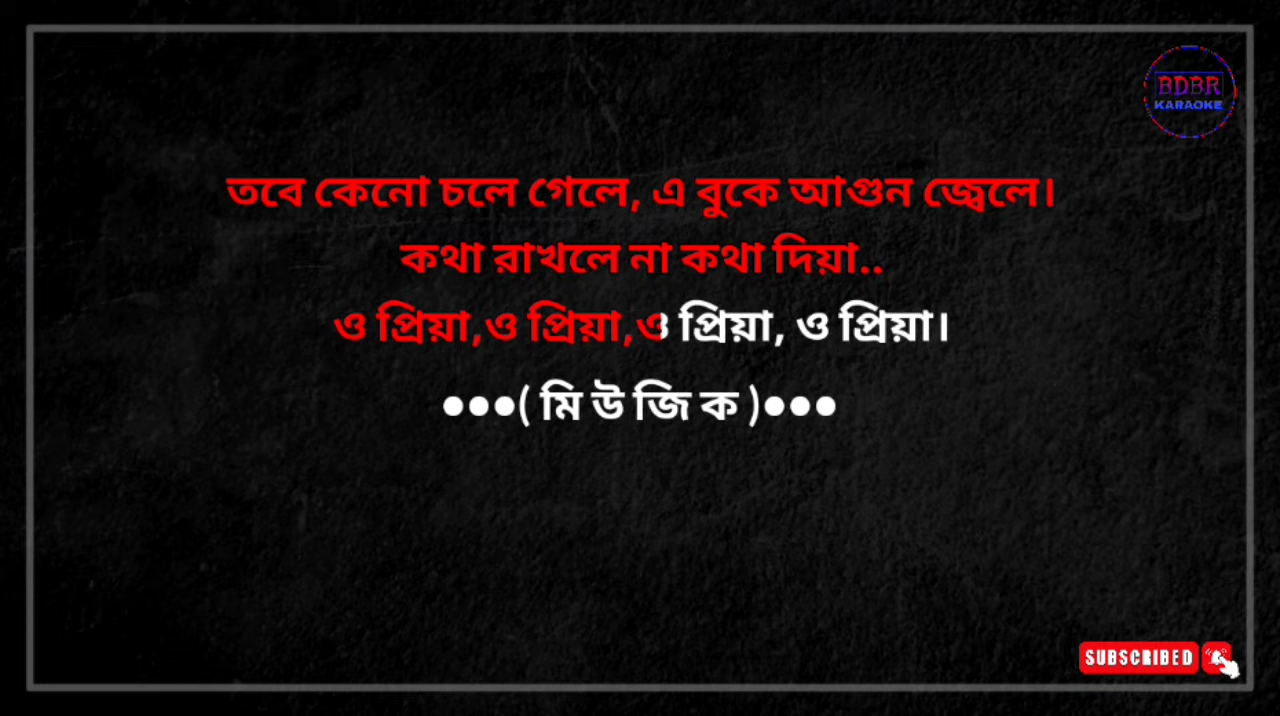 BDBR
KARAOKE
তবে কেনো চলে গেলে, এ বুকে আগুন জ্বেলে।
কথা রাখলে না কথা দিয়া..
ও প্রিয়া,ও প্রিয়া,ও প্রিয়া, ও প্রিয়া।
●●●( মি উ জি ক )●●●
SUBSCRIBED